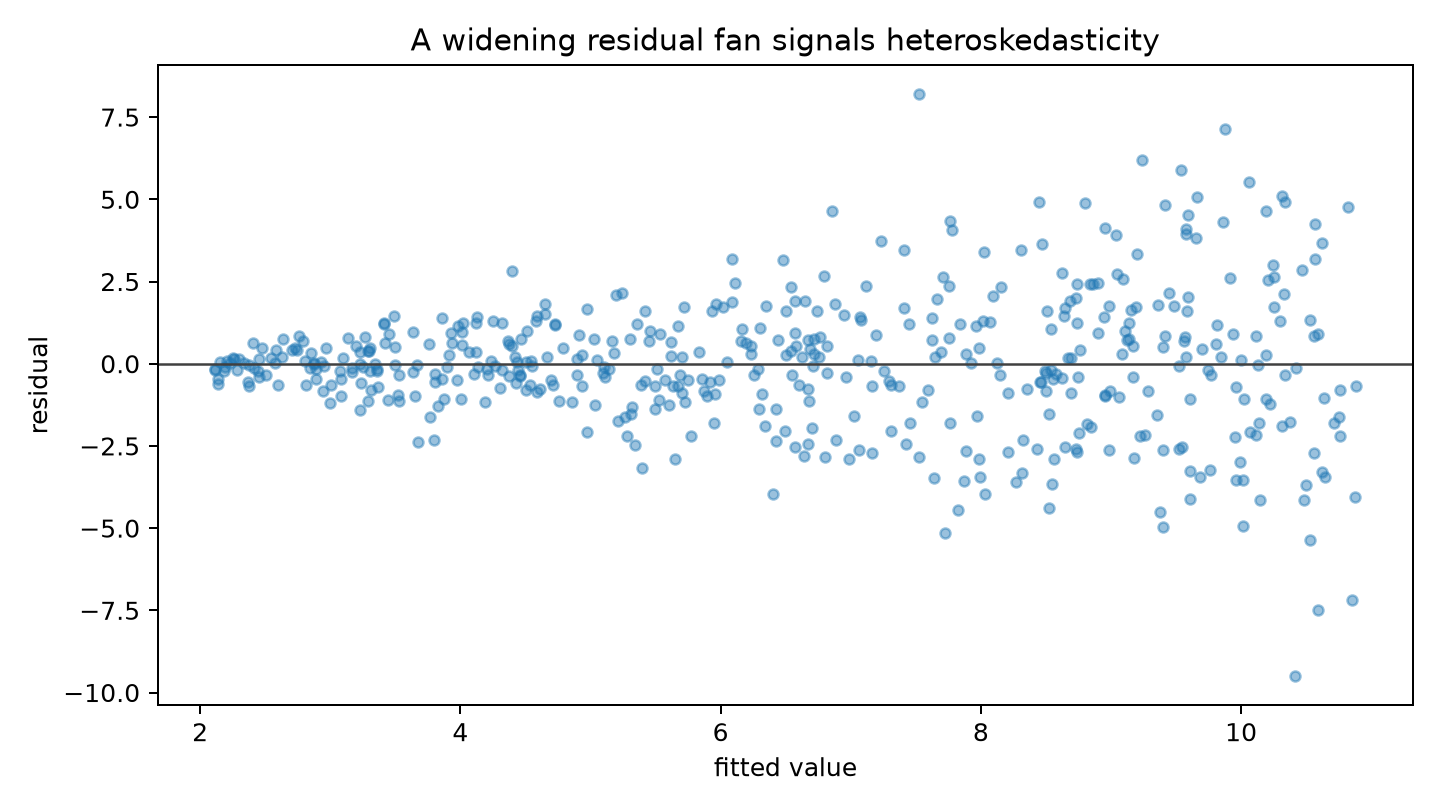 A widening residual fan signals heteroskedasticity
7.5
5.0
2.5
0.0
−2.5
−5.0
−7.5
−10.0
residual
2 4 6 8 10
fitted value